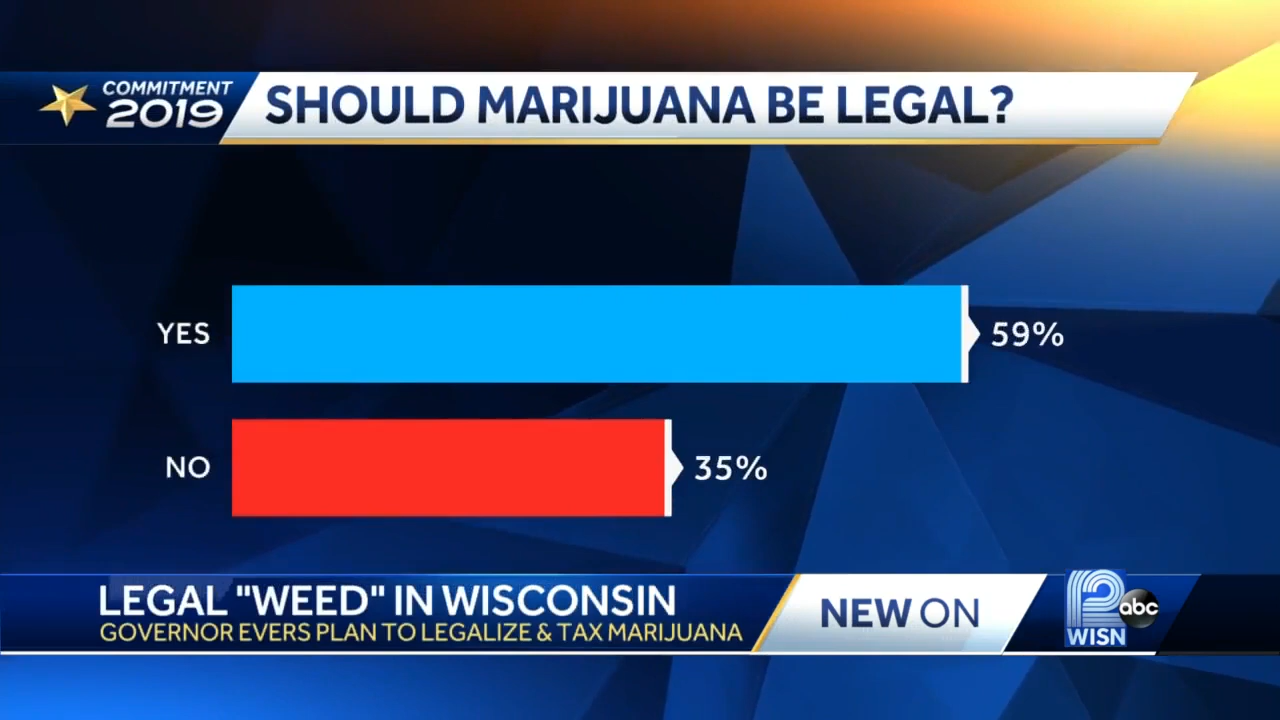 COMMITMENT
2019
SHOULD MARIJUANA BE LEGAL?
YES
59%
NO
35%
LEGAL "WEED" IN WISCONSIN
GOVERNOR EVERS PLAN TO LEGALIZE & TAX MARIJUANA
NEW ON
12
WISN
abc